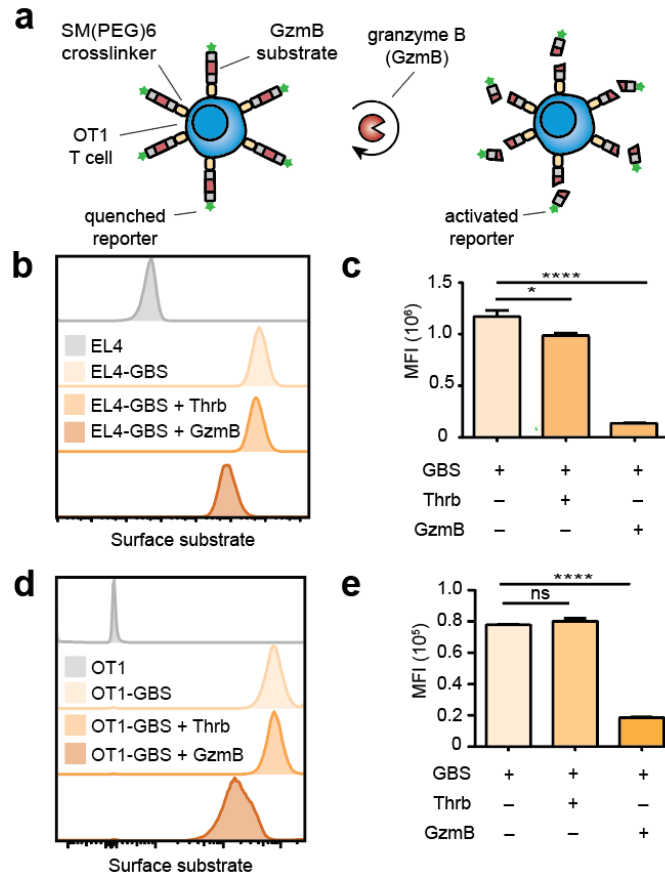 a
SM(PEG)6
crosslinker
GzmB
substrate
granzyme B
(GzmB)
OT1
T cell
quenched
reporter
activated
reporter
b
EL4
EL4-GBS
EL4-GBS + Thrb
EL4-GBS + GzmB
Surface substrate
c
MFI (10⁶)
1.5
1.0
0.5
0
****
*
GBS + + +
Thrb – + –
GzmB – – +
d
OT1
OT1-GBS
OT1-GBS + Thrb
OT1-GBS + GzmB
Surface substrate
e
MFI (10⁵)
1.0
0.8
0.6
0.4
0.2
0
****
ns
GBS + + +
Thrb – + –
GzmB – – +